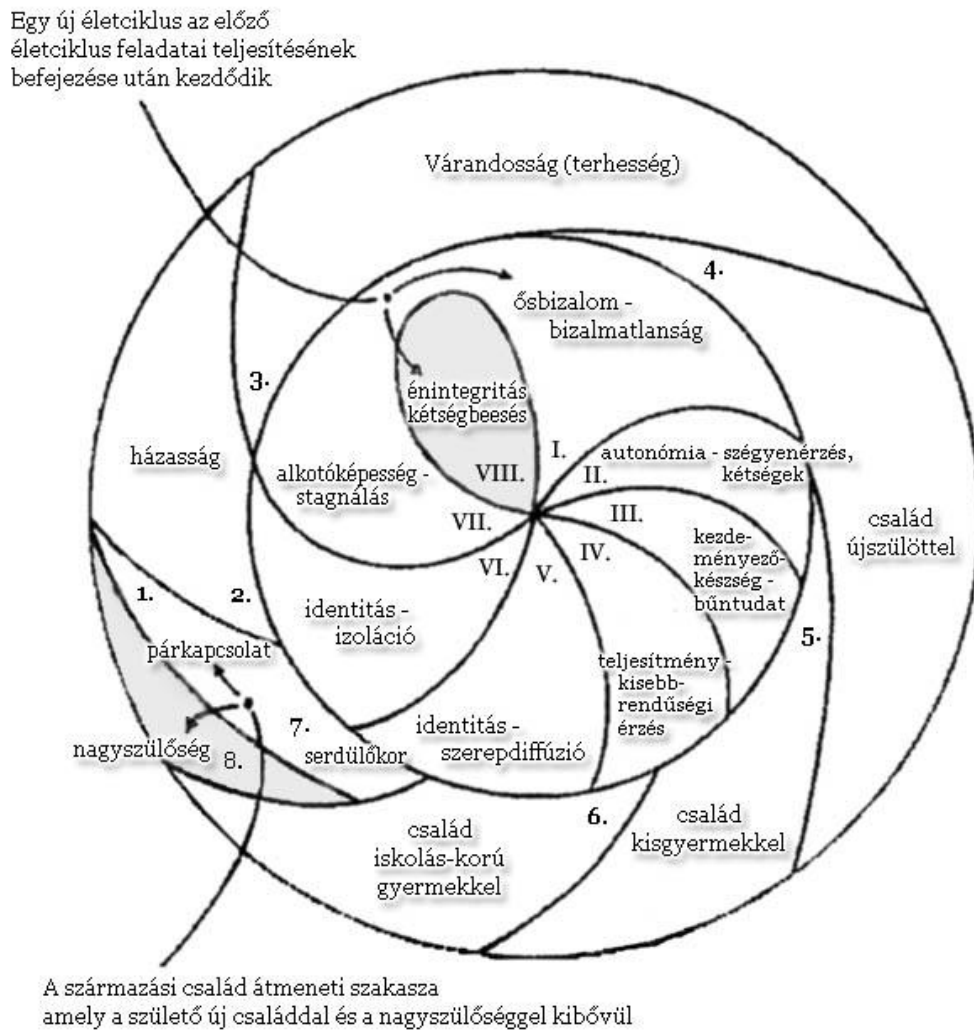 Egy új életciklus az előző
életciklus feladatai teljesítésének
befejezése után kezdődik
Várandosság (terhesség)
4.
ősbizalom -
bizalmatlanság
3.
énintegritás
kétségbeesés
házasság
alkotóképesség -
stagnálás
VIII.
I.
autonómia - szégyenérzés,
kétségek
II.
VII.
III.
család
újszülöttel
VI.
V.
IV.
kezde-
ményező-
készség -
bűntudat
1.
2.
identitás -
izoláció
5.
párkapcsolat
teljesítmény -
kisebb-
rendűségi
érzés
7.
identitás -
szerepdiffúzió
nagyszülőség
8.
serdülőkor
6.
család
kisgyermekkel
család
iskolás-korú
gyermekkel
A származási család átmeneti szakasza
amely a születő új családdal és a nagyszülőséggel kibővül